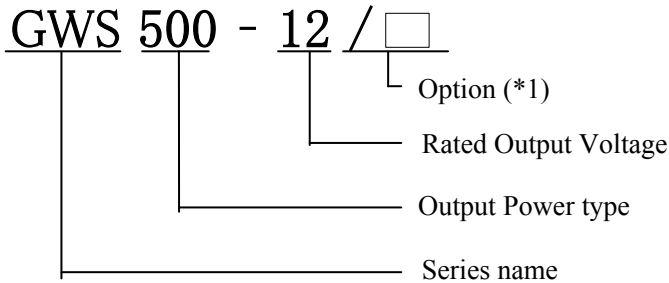 GWS 500 - 12 / □
Option (*1)
Rated Output Voltage
Output Power type
Series name